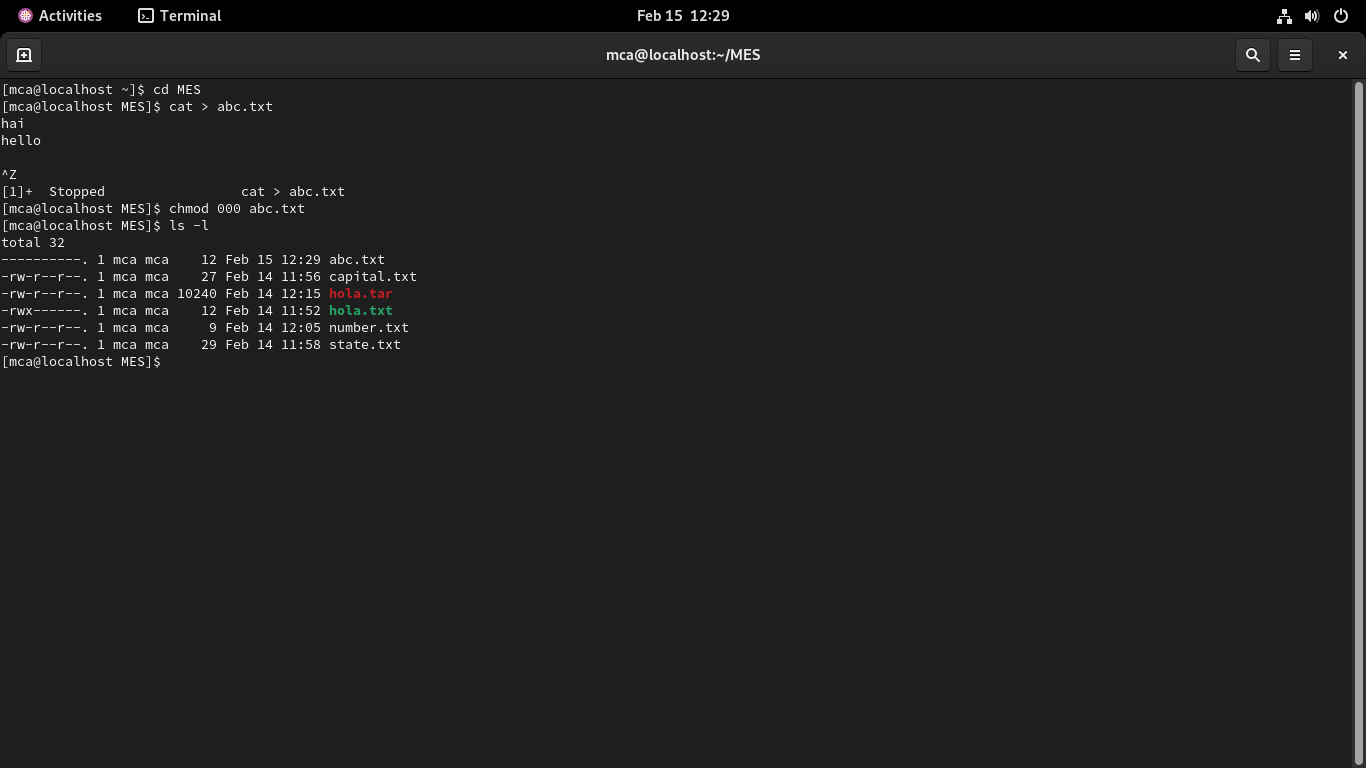 Activities Terminal Feb 15 12:29
mca@localhost:~/MES
[mca@localhost ~]$ cd MES
[mca@localhost MES]$ cat > abc.txt
hai
hello
^Z
[1]+  Stopped                 cat > abc.txt
[mca@localhost MES]$ chmod 000 abc.txt
[mca@localhost MES]$ ls -l
total 32
----------. 1 mca mca    12 Feb 15 12:29 abc.txt
-rw-r--r--. 1 mca mca    27 Feb 14 11:56 capital.txt
-rw-r--r--. 1 mca mca 10240 Feb 14 12:15 hola.tar
-rwx------. 1 mca mca    12 Feb 14 11:52 hola.txt
-rw-r--r--. 1 mca mca     9 Feb 14 12:05 number.txt
-rw-r--r--. 1 mca mca    29 Feb 14 11:58 state.txt
[mca@localhost MES]$